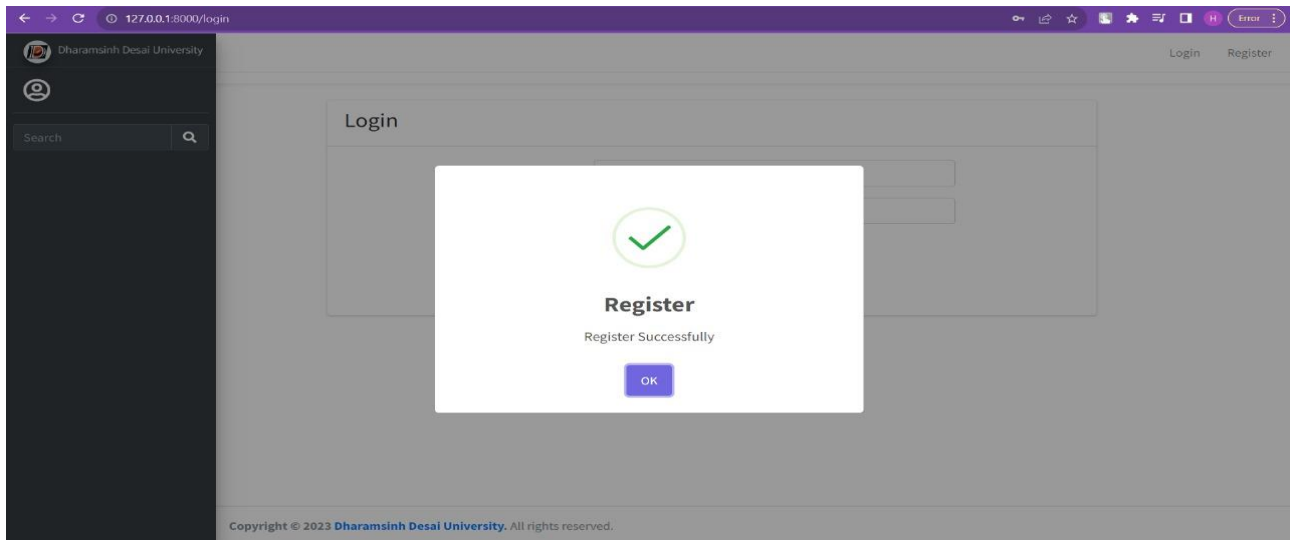 127.0.0.1:8000/login
H Error
Dharamsinh Desai University
Login Register
Search
Login
Register
Register Successfully
OK
Copyright © 2023 Dharamsinh Desai University. All rights reserved.